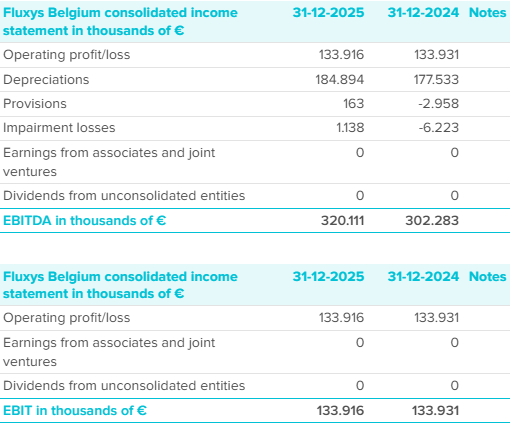 Fluxys Belgium consolidated income 31-12-2025 31-12-2024 Notes
statement in thousands of €
Operating profit/loss 133.916 133.931
Depreciations 184.894 177.533
Provisions 163 -2.958
Impairment losses 1.138 -6.223
Earnings from associates and joint 0 0
ventures
Dividends from unconsolidated entities 0 0
EBITDA in thousands of € 320.111 302.283
Fluxys Belgium consolidated income 31-12-2025 31-12-2024 Notes
statement in thousands of €
Operating profit/loss 133.916 133.931
Earnings from associates and joint 0 0
ventures
Dividends from unconsolidated entities 0 0
EBIT in thousands of € 133.916 133.931